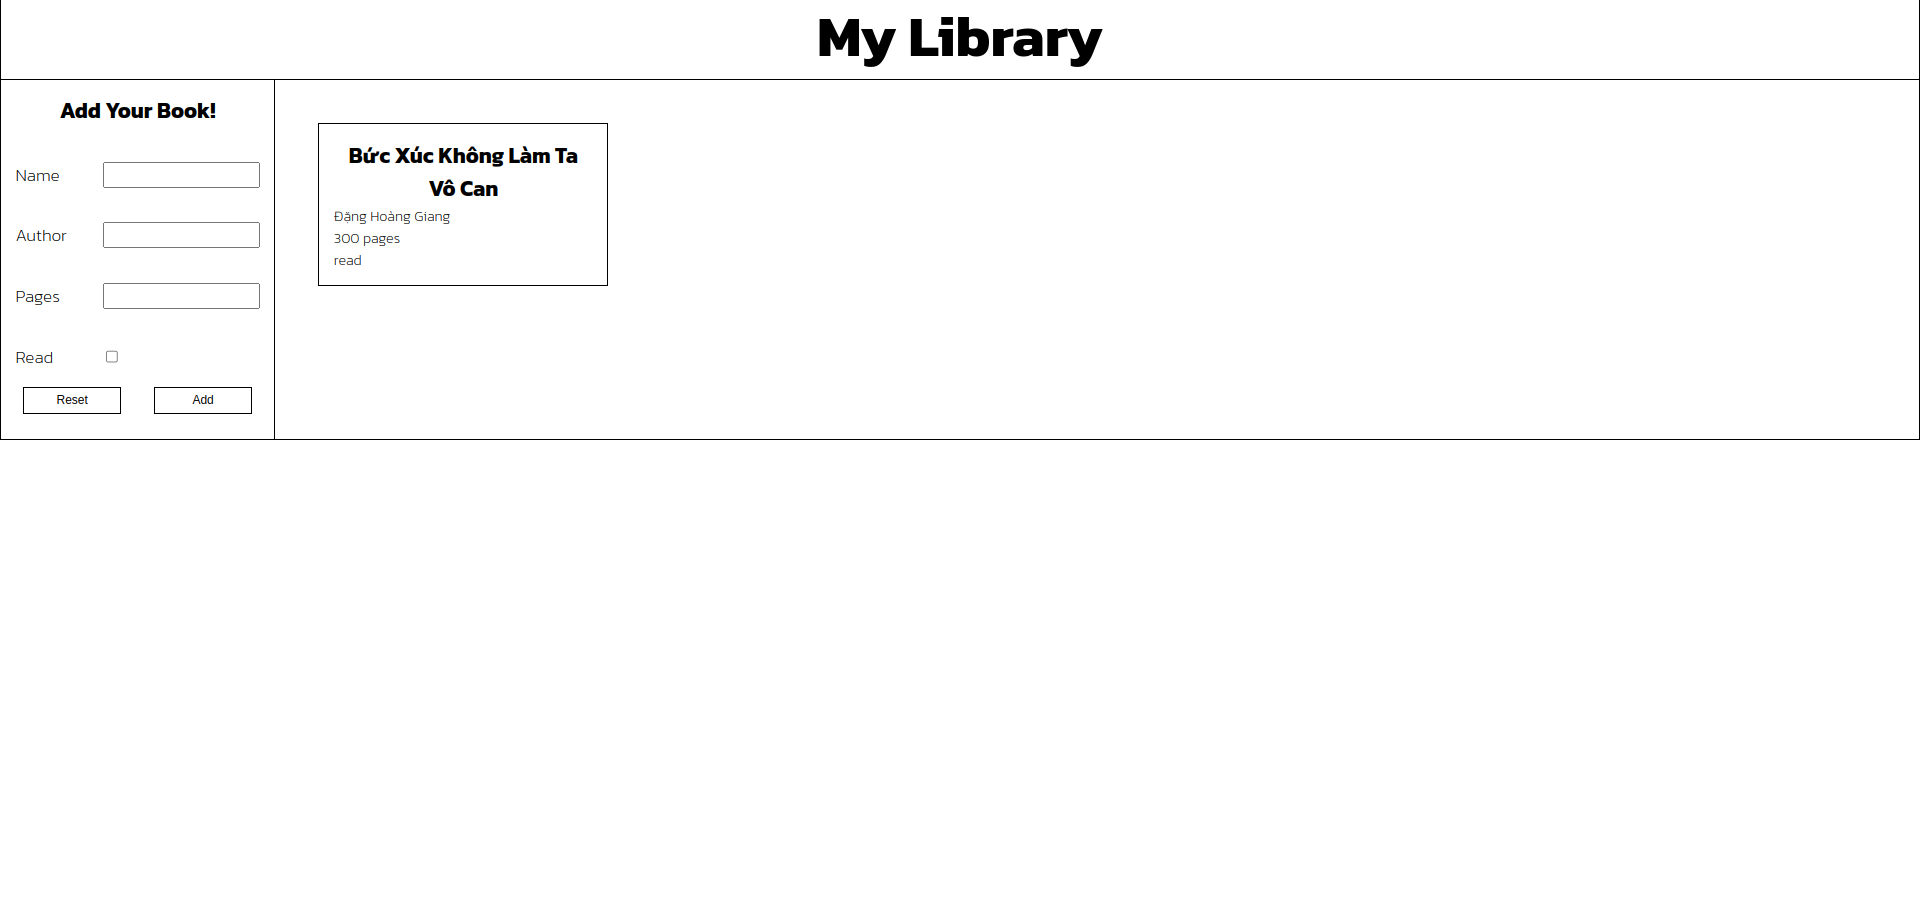 My Library
Add Your Book!
Name
Author
Pages
Read
Reset
Add
Bức Xúc Không Làm Ta
Vô Can
Đặng Hoàng Giang
300 pages
read